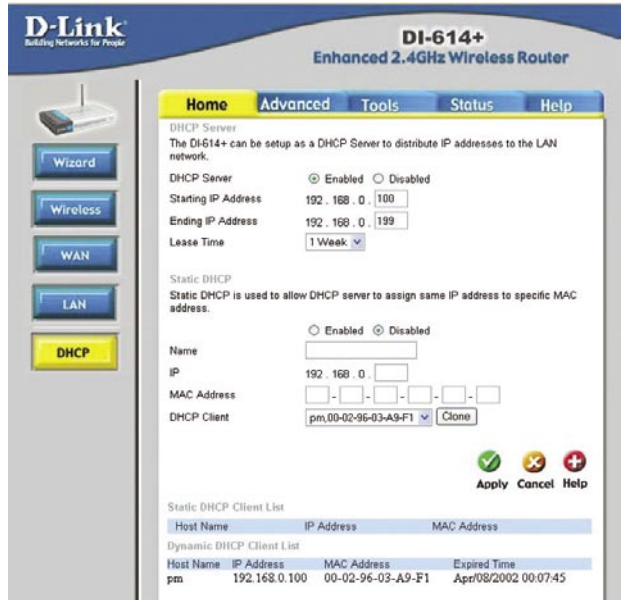 D-Link
Building Networks for People
DI-614+
Enhanced 2.4GHz Wireless Router
Home Advanced Tools Status Help
Wizard
Wireless
WAN
LAN
DHCP
DHCP Server
The DI-614+ can be setup as a DHCP Server to distribute IP addresses to the LAN
network.
DHCP Server Enabled Disabled
Starting IP Address 192 . 168 . 0 . 100
Ending IP Address 192 . 168 . 0 . 199
Lease Time 1 Week
Static DHCP
Static DHCP is used to allow DHCP server to assign same IP address to specific MAC
address.
Enabled Disabled
Name
IP 192 . 168 . 0 .
MAC Address - - - - -
DHCP Client pm,00-02-96-03-A9-F1 Clone
Apply Cancel Help
Static DHCP Client List
Host Name IP Address MAC Address
Dynamic DHCP Client List
Host Name IP Address MAC Address Expired Time
pm 192.168.0.100 00-02-96-03-A9-F1 Apr/08/2002 00:07:45